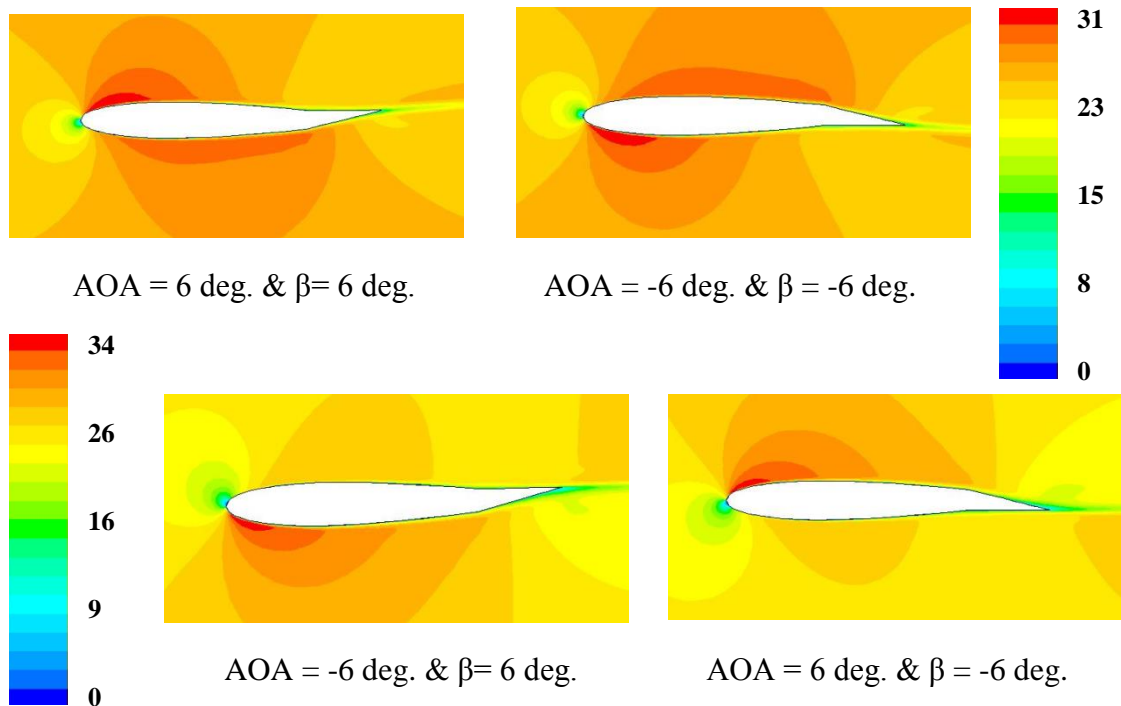 31
23
15
8
0
AOA = 6 deg. & β= 6 deg.
AOA = -6 deg. & β = -6 deg.
34
26
16
9
0
AOA = -6 deg. & β= 6 deg.
AOA = 6 deg. & β = -6 deg.